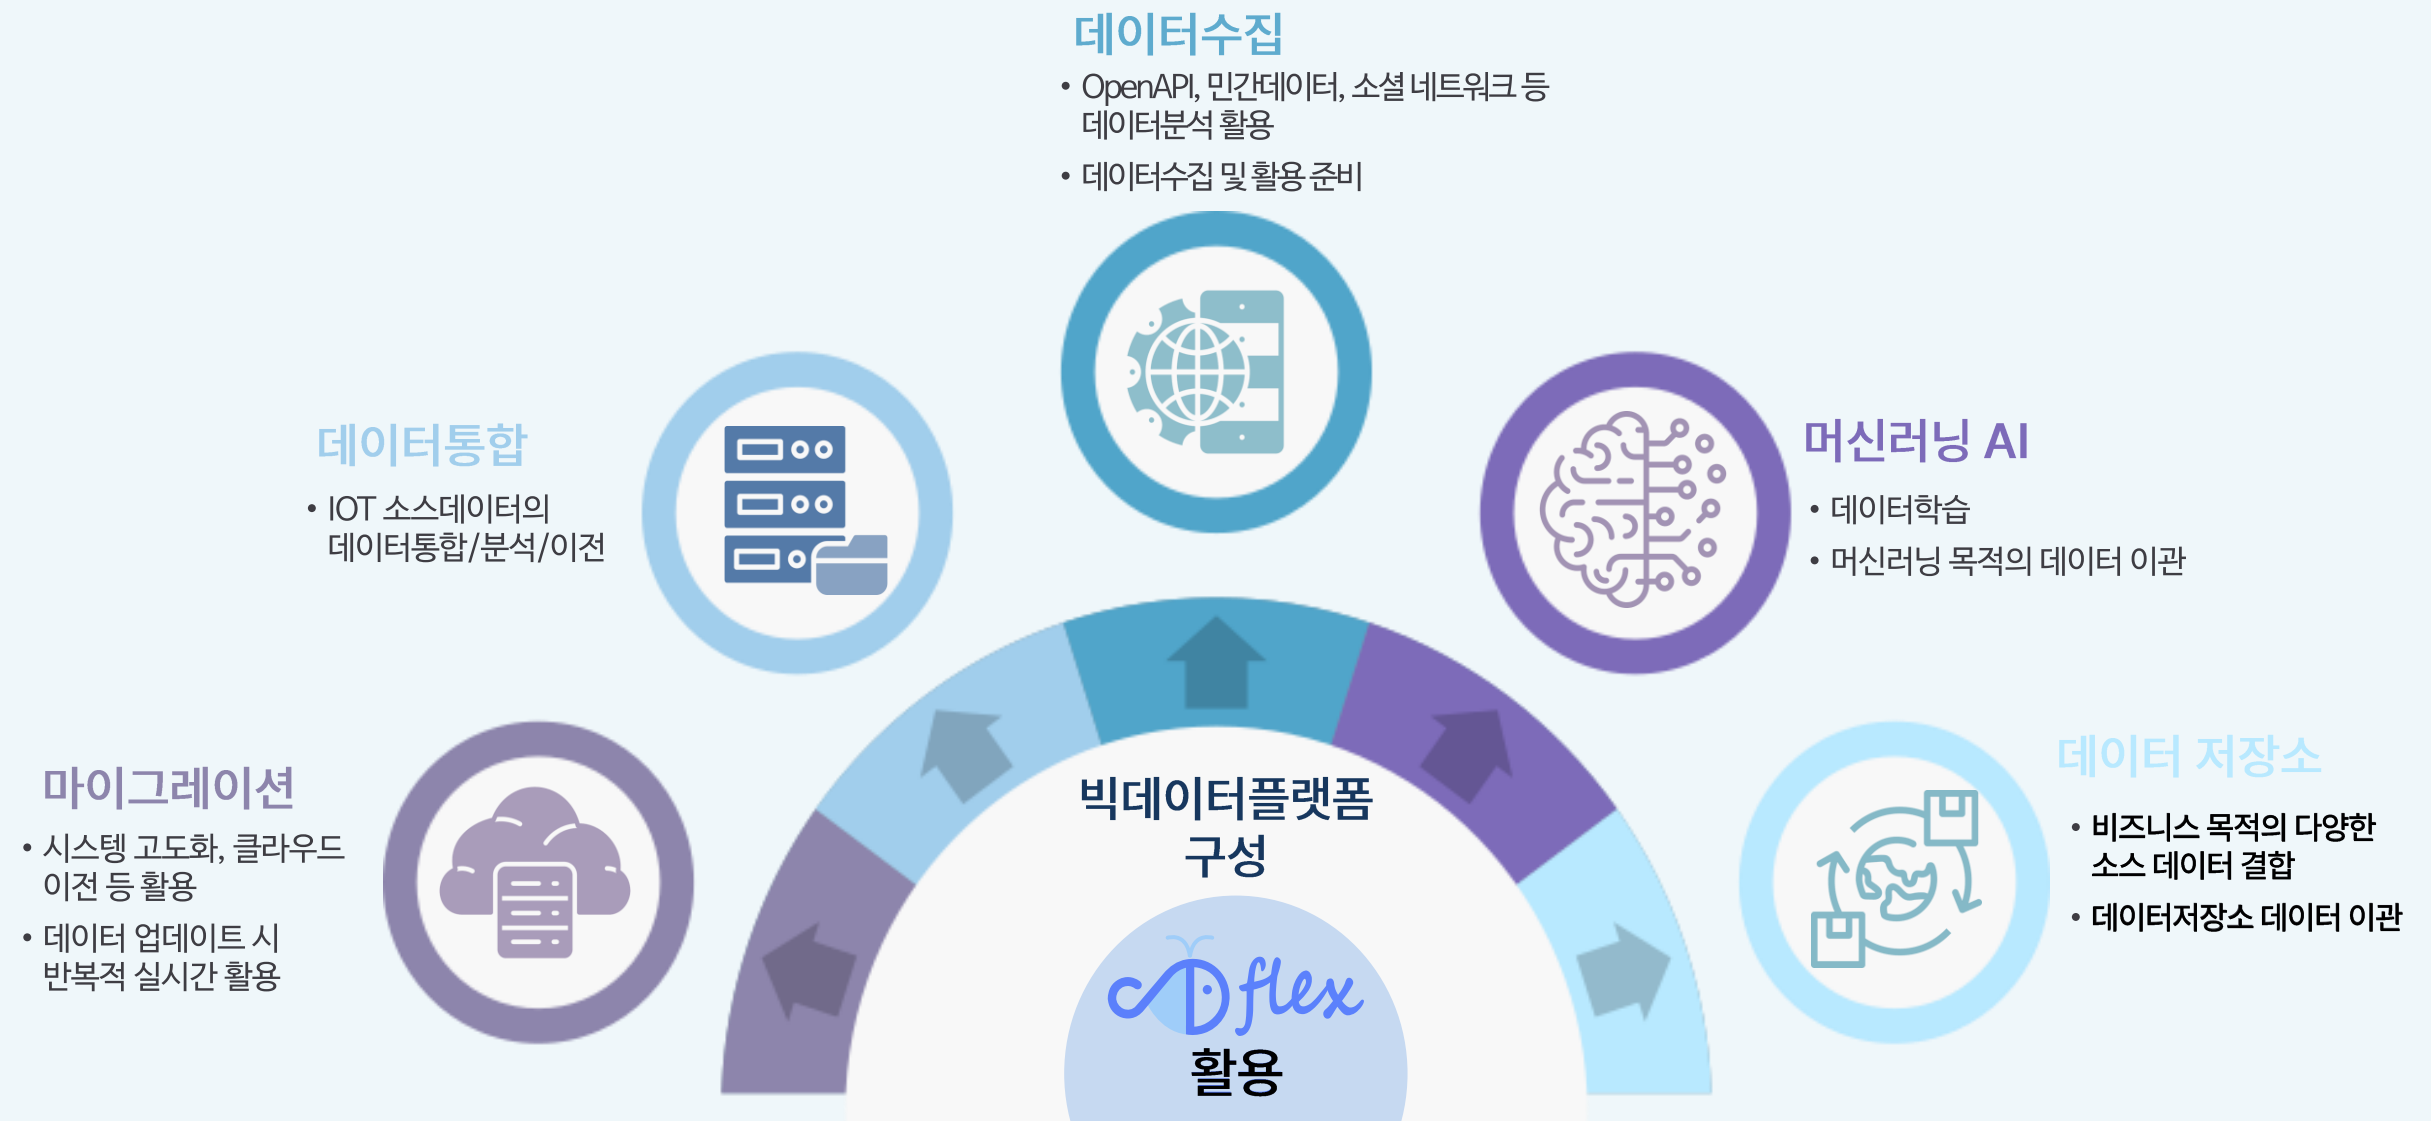 데이터수집
• OpenAPI, 민간데이터, 소셜 네트워크 등
데이터분석 활용
• 데이터수집 및 활용 준비
데이터통합
• IOT 소스데이터의
데이터통합/분석/이전
머신러닝 AI
• 데이터학습
• 머신러닝 목적의 데이터 이관
마이그레이션
• 시스템 고도화, 클라우드
이전 등 활용
• 데이터 업데이트 시
반복적 실시간 활용
데이터 저장소
• 비즈니스 목적의 다양한
소스 데이터 결합
• 데이터저장소 데이터 이관
빅데이터플랫폼
구성
flex
활용